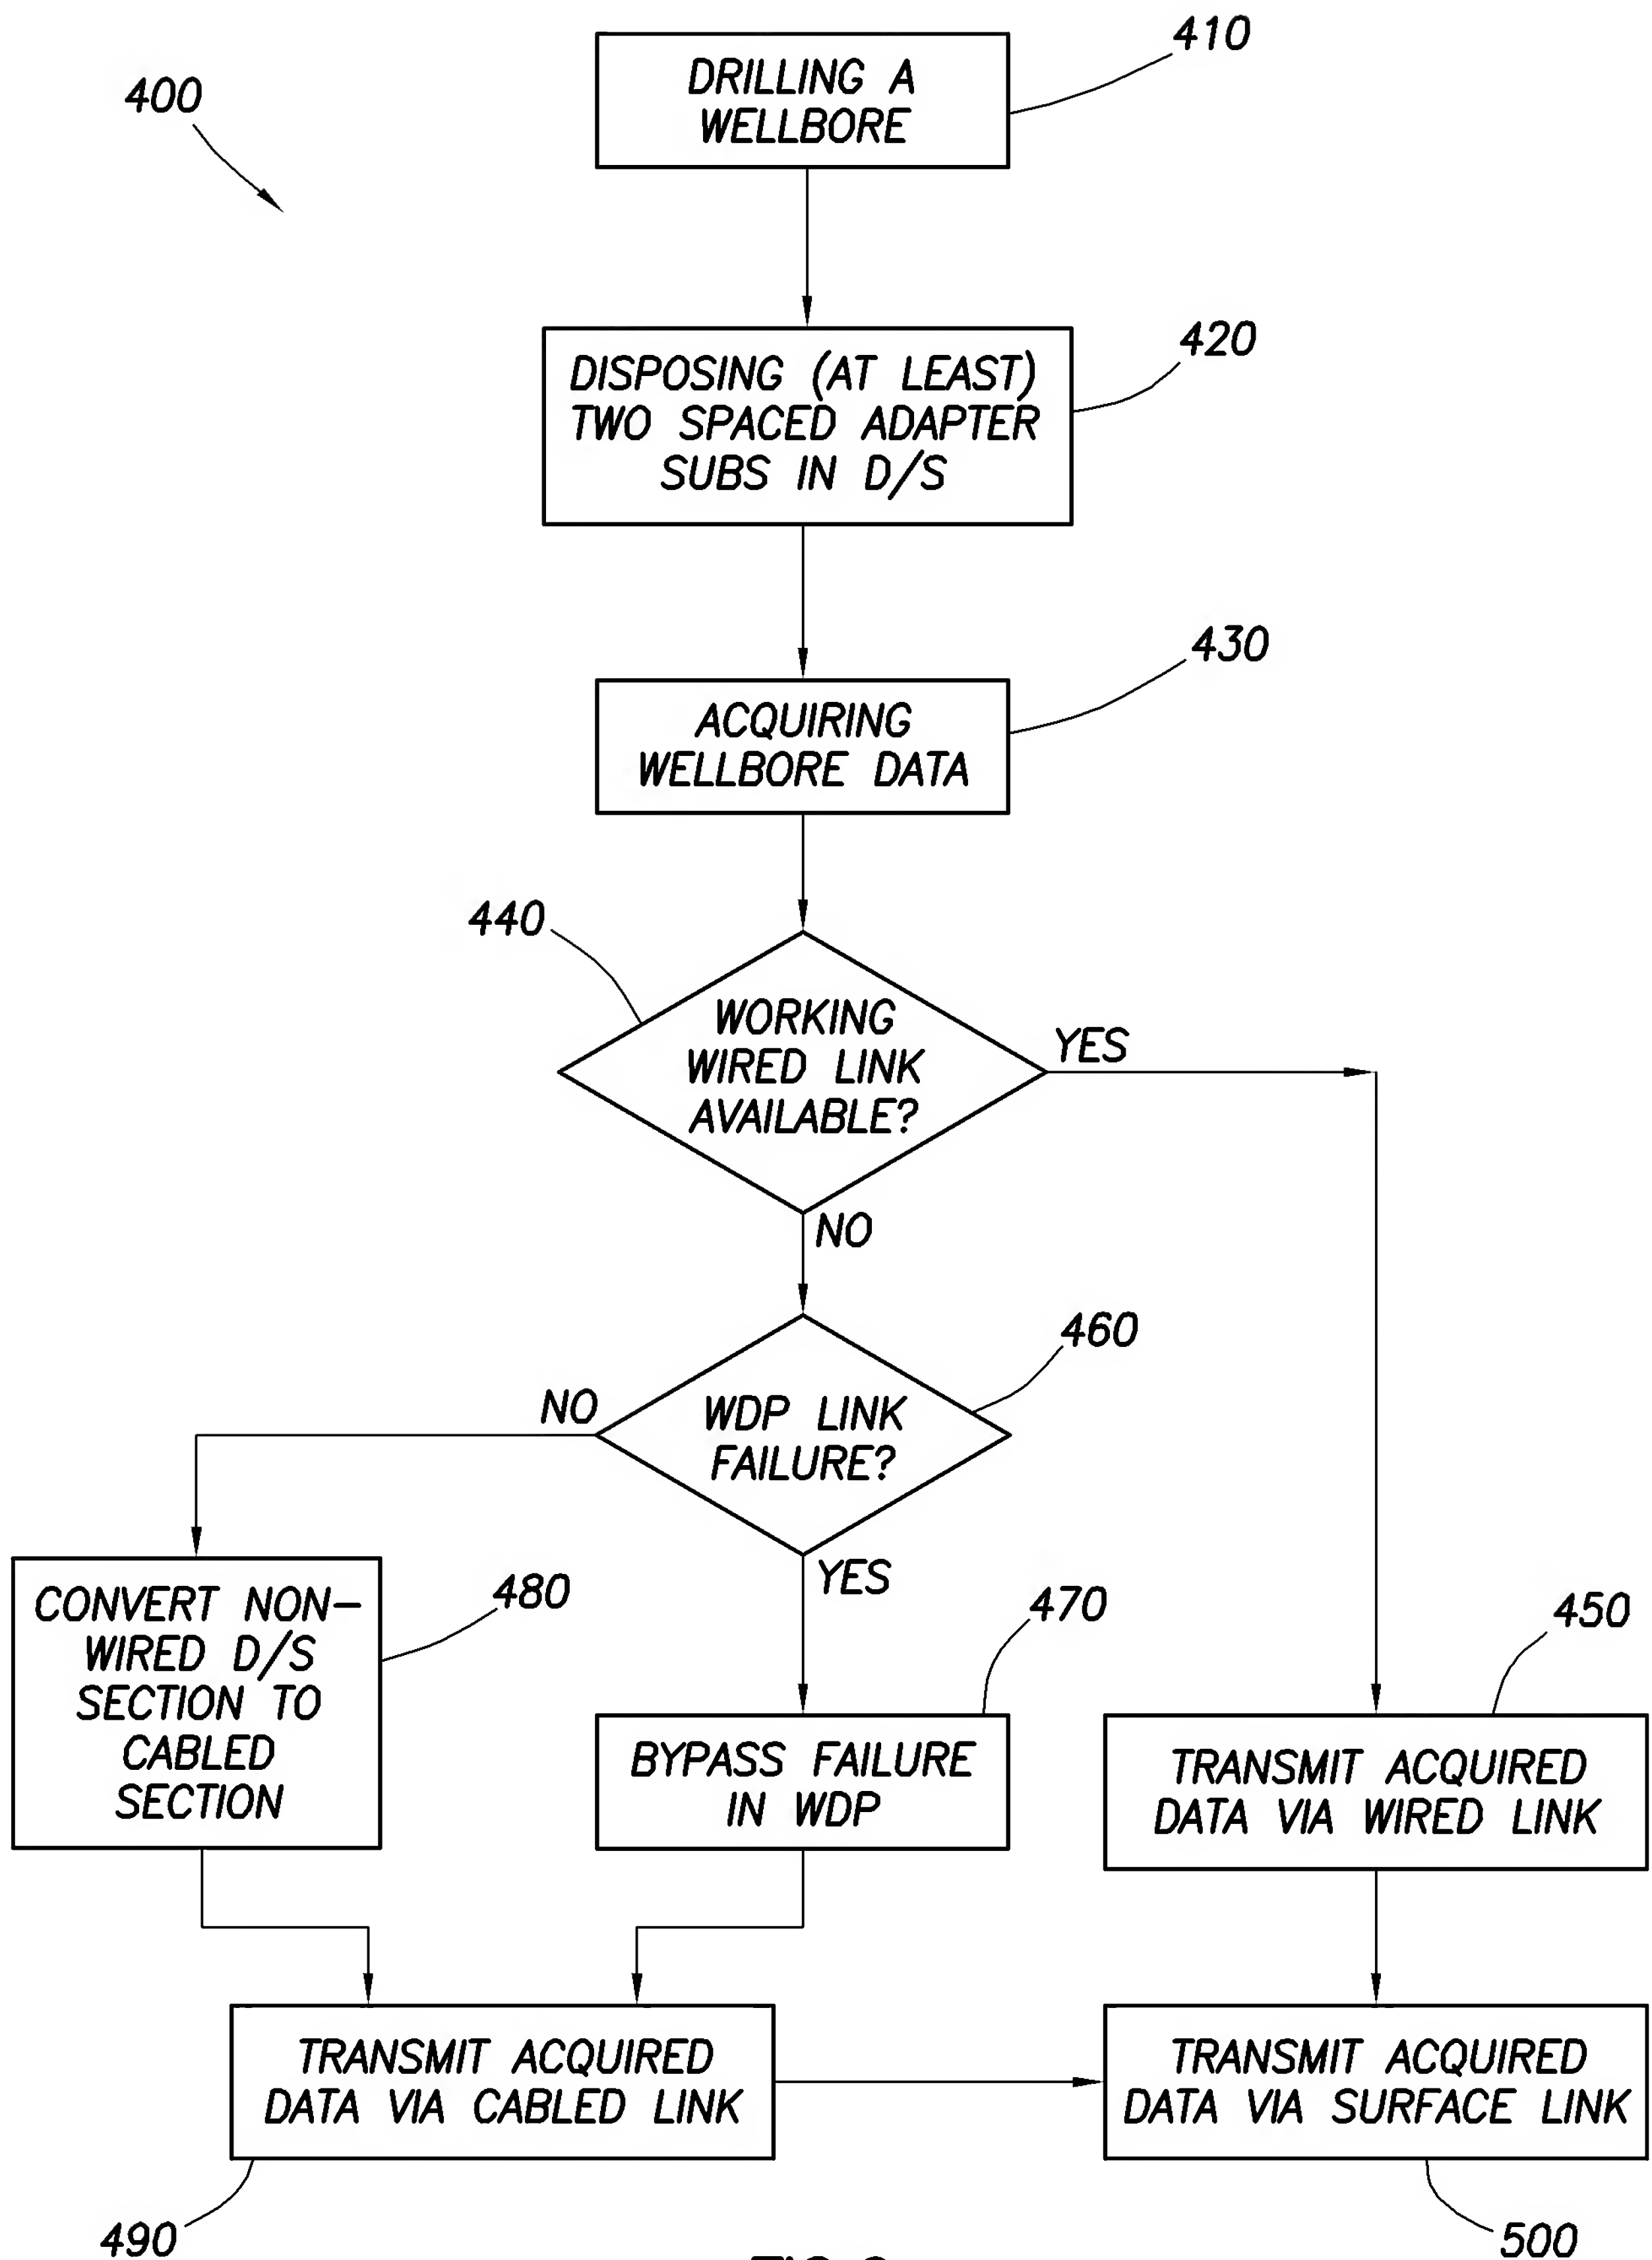 410
400
DRILLING A
WELLBORE
420
DISPOSING (AT LEAST)
TWO SPACED ADAPTER
SUBS IN D/S
430
ACQUIRING
WELLBORE DATA
440
WORKING
WIRED LINK
AVAILABLE?
YES
NO
460
NO
WDP LINK
FAILURE?
YES
480
CONVERT NON-
WIRED D/S
SECTION TO
CABLED
SECTION
470
BYPASS FAILURE
IN WDP
450
TRANSMIT ACQUIRED
DATA VIA WIRED LINK
TRANSMIT ACQUIRED
DATA VIA CABLED LINK
TRANSMIT ACQUIRED
DATA VIA SURFACE LINK
490
500